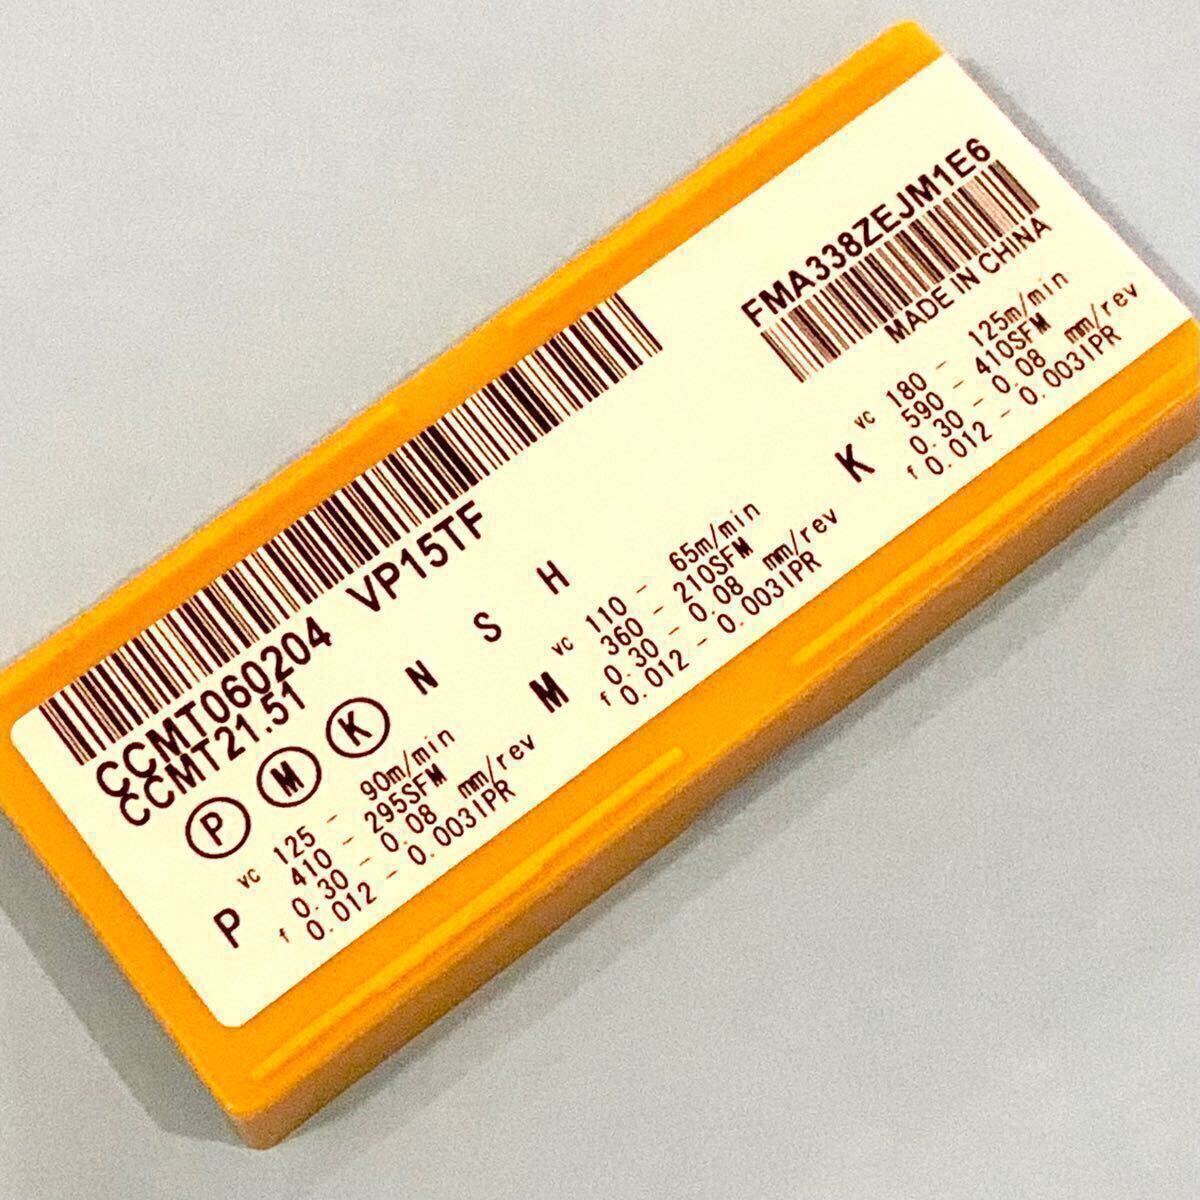 FMA338ZEJM1E6
MADE IN CHINA
CCMT060204 VP15TF
CCMT21.51
P M K N S H
P vc 125 - 90m/min
410 - 295SFM
0.30 - 0.08 mm/rev
f 0.012 - 0.003IPR
M vc 110 - 65m/min
360 - 210SFM
0.30 - 0.08 mm/rev
f 0.012 - 0.003IPR
K vc 180 - 125m/min
590 - 410SFM
0.30 - 0.08 mm/rev
f 0.012 - 0.003IPR